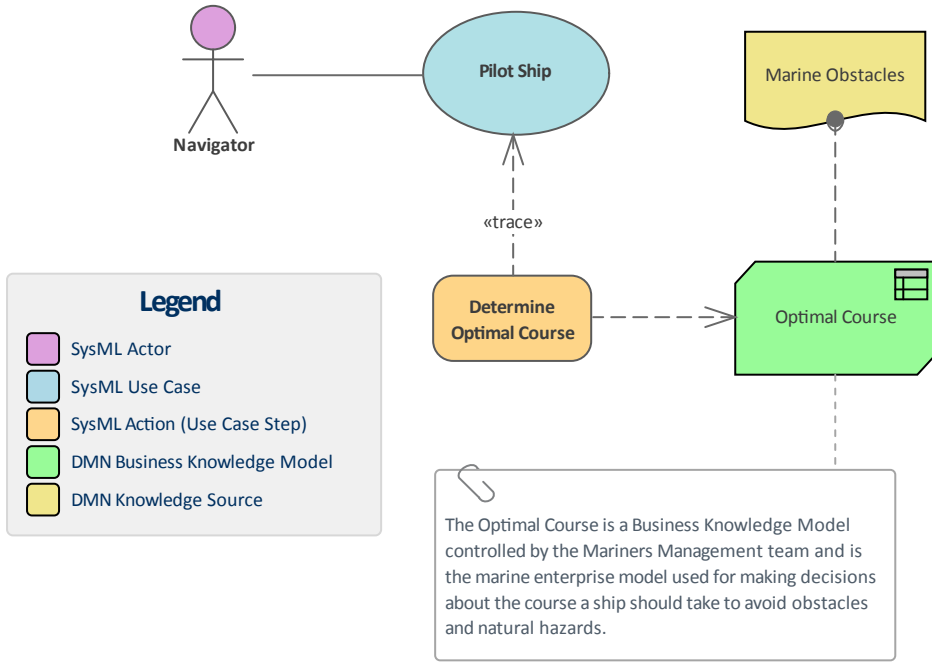 Pilot Ship
Marine Obstacles
Navigator
«trace»
Determine
Optimal Course
Optimal Course
Legend
SysML Actor
SysML Use Case
SysML Action (Use Case Step)
DMN Business Knowledge Model
DMN Knowledge Source
The Optimal Course is a Business Knowledge Model
controlled by the Mariners Management team and is
the marine enterprise model used for making decisions
about the course a ship should take to avoid obstacles
and natural hazards.